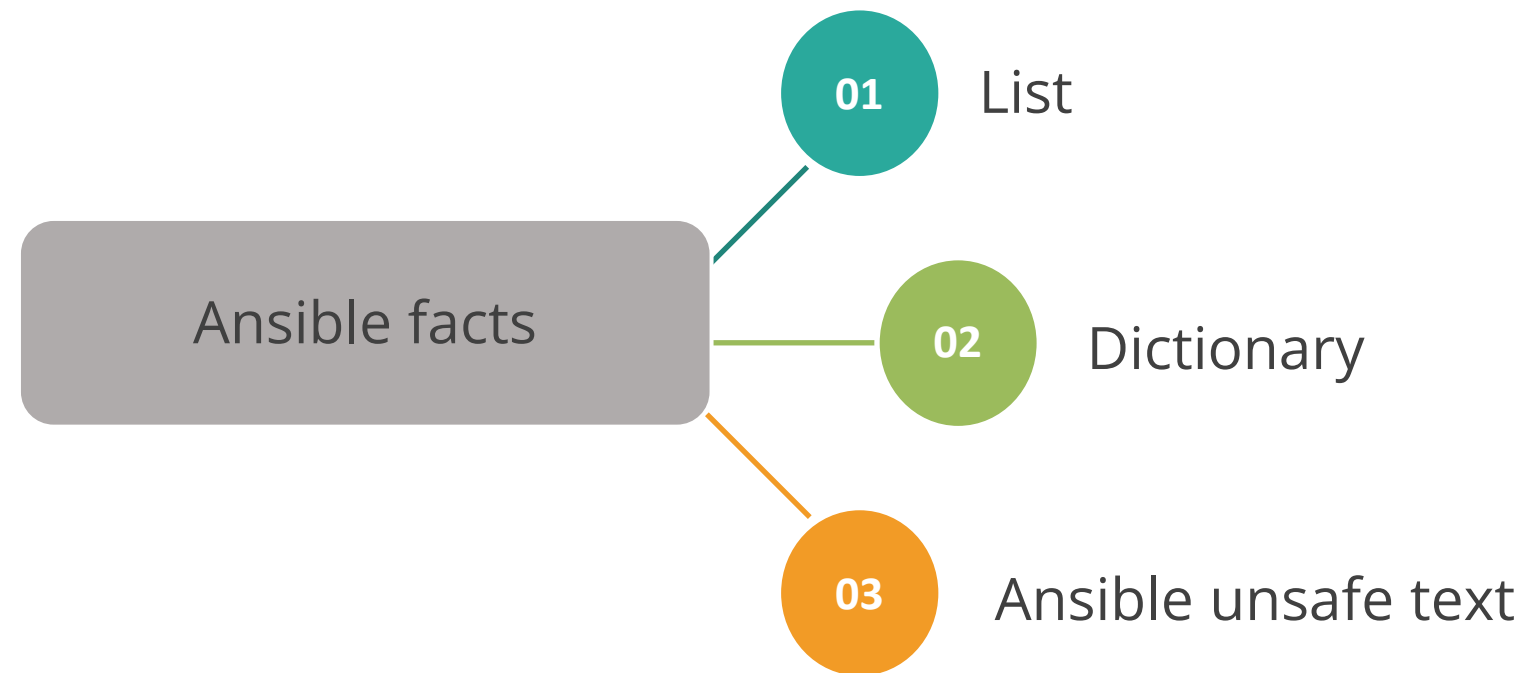 01
List
Ansible facts
02
Dictionary
03
Ansible unsafe text